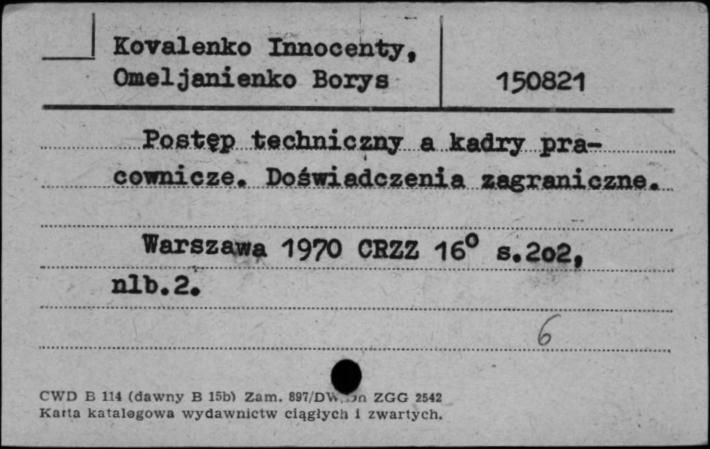 Kovalenko Innocenty,
Omeljanienko Borys 150821
Postęp techniczny a kadry pra-
cownicze. Doświadczenia zagraniczne.
Warszawa 1970 CRZZ 16° s.2o2,
nlb.2.
6
CWD B 114 (dawny B 15b) Zam. 897/DW ZGG 2542
Karta katalogowa wydawnictw ciągłych i zwartych.